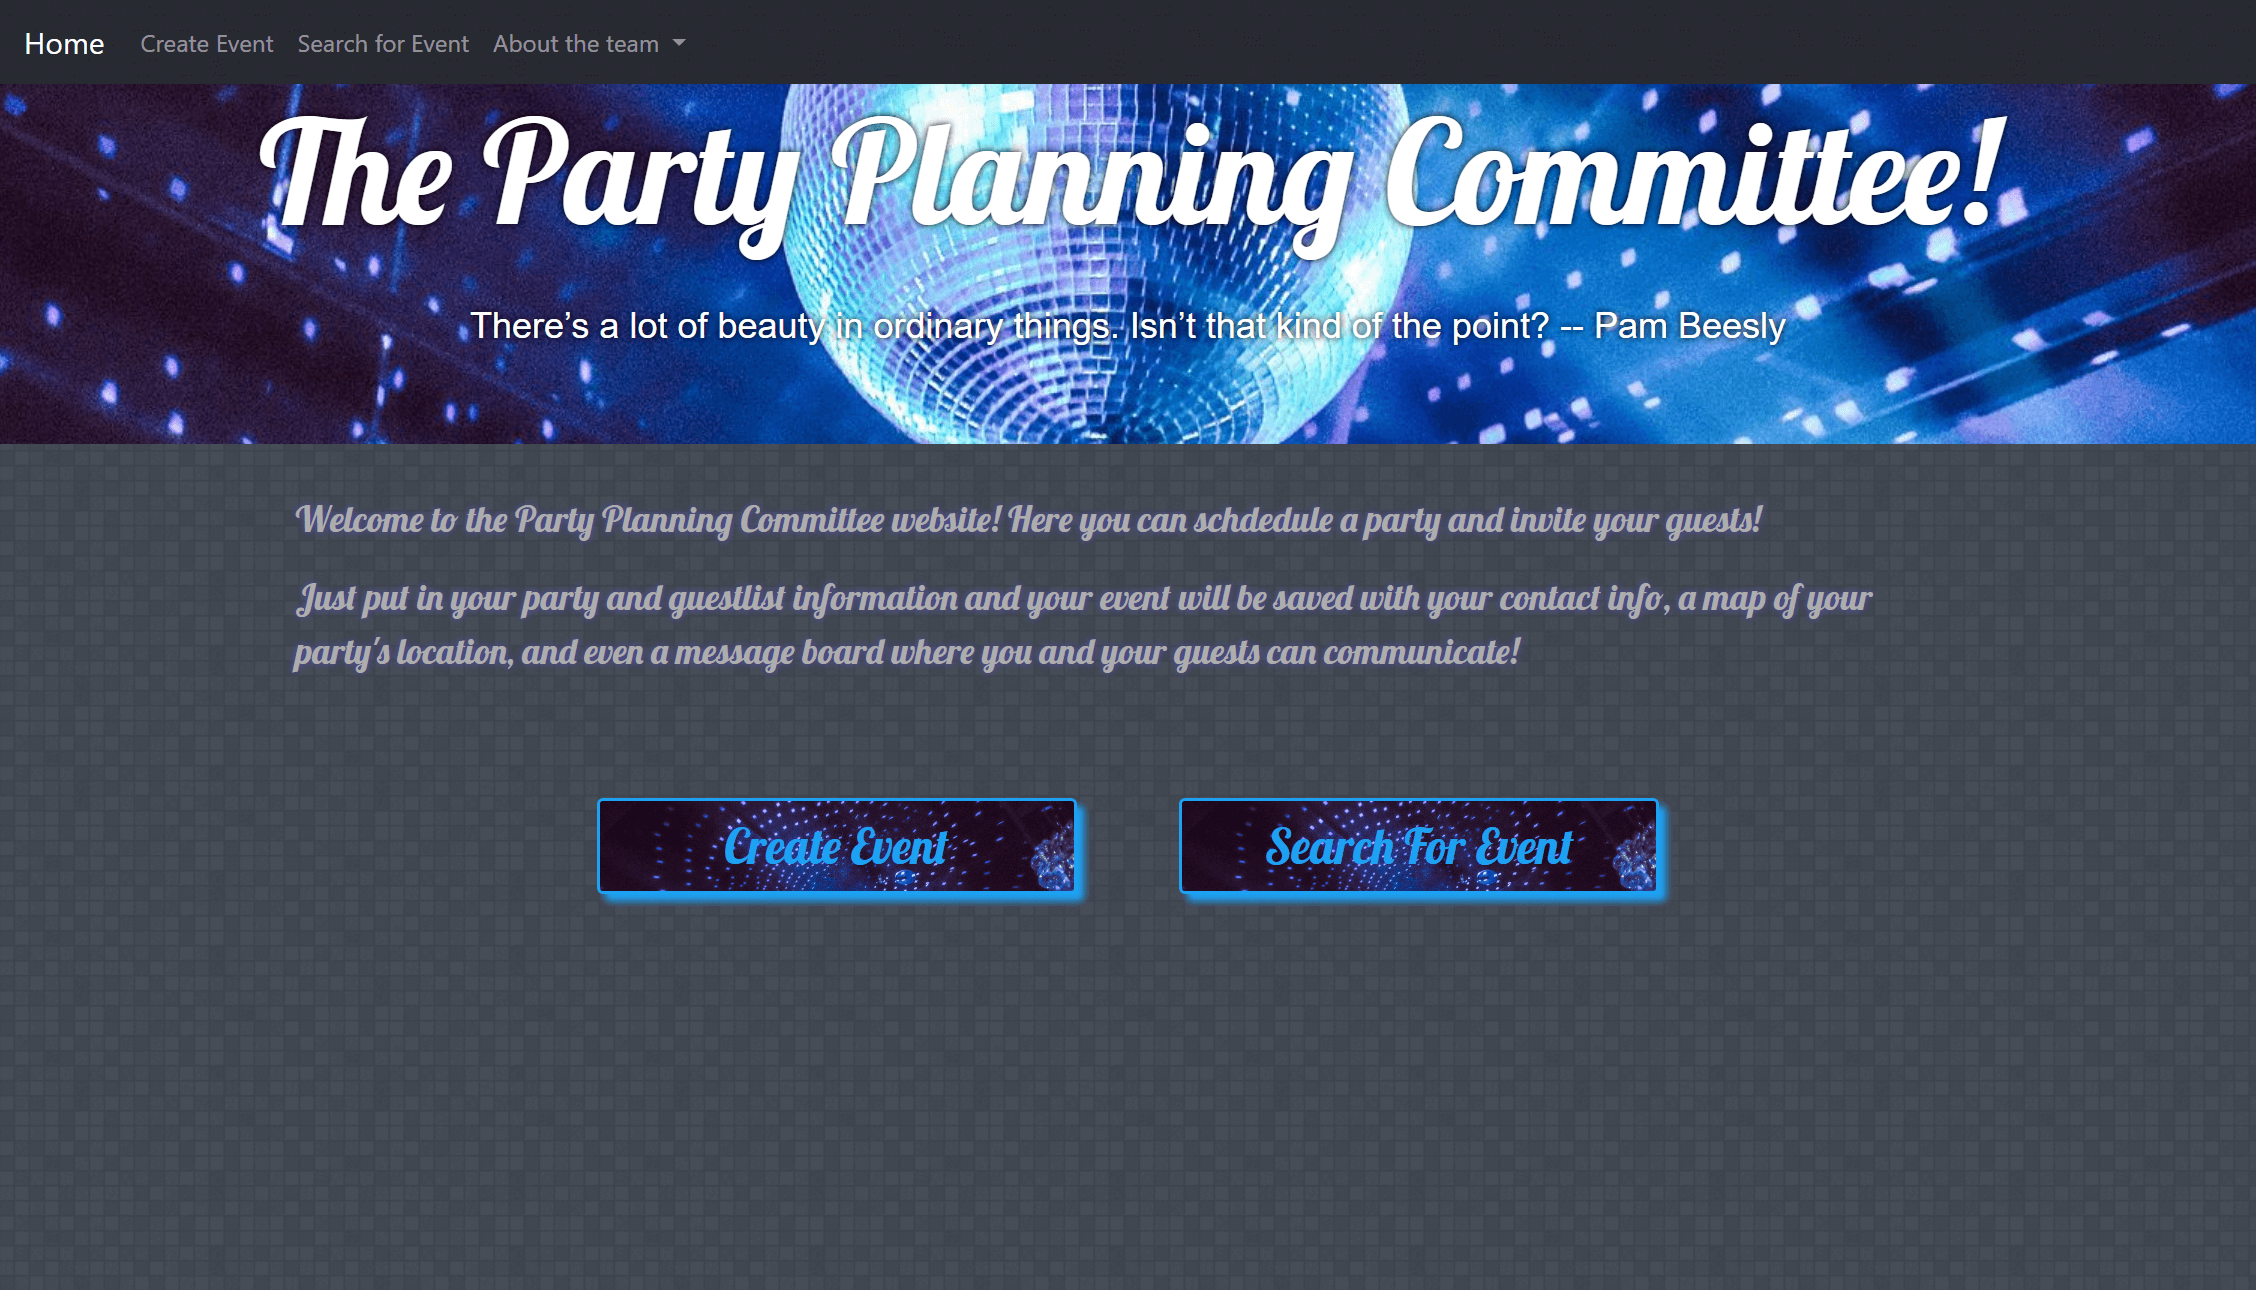 Home Create Event Search for Event About the team
The Party Planning Committee!
There’s a lot of beauty in ordinary things. Isn’t that kind of the point? -- Pam Beesly
Welcome to the Party Planning Committee website! Here you can schdedule a party and invite your guests!
Just put in your party and guestlist information and your event will be saved with your contact info, a map of your
party's location, and even a message board where you and your guests can communicate!
Create Event Search For Event